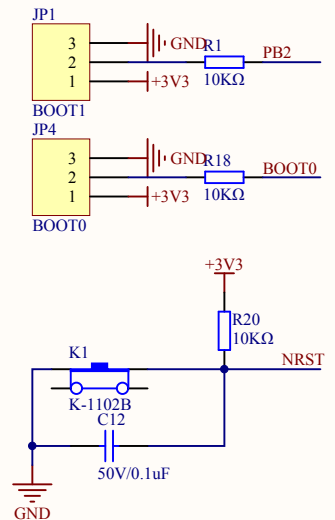 JP1
3
GND
R1
PB2
2
1
+3V3
10KΩ
BOOT1
JP4
3
GND
R18
BOOT0
2
1
+3V3
10KΩ
BOOT0
+3V3
R20
10KΩ
K1
NRST
K-1102B
C12
50V/0.1uF
GND